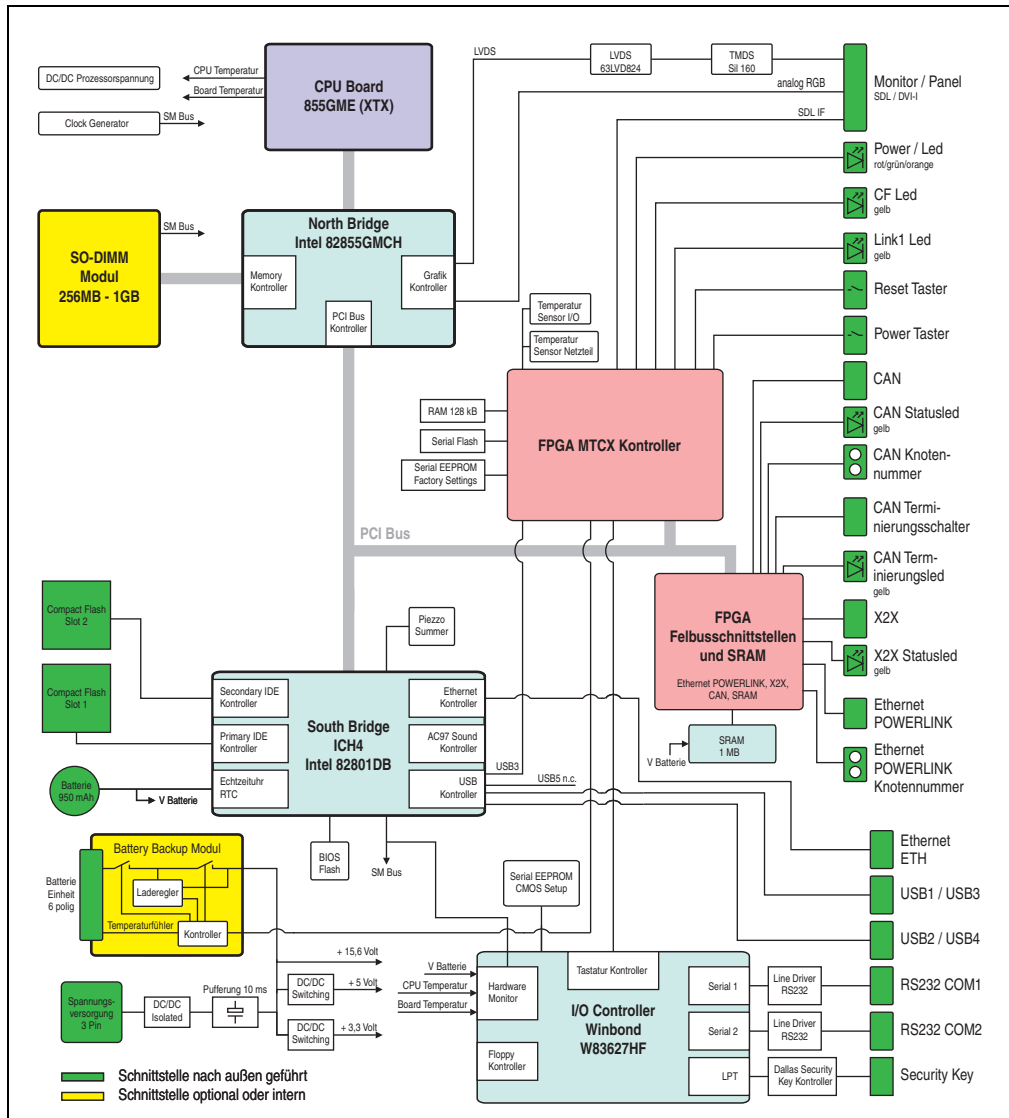 DC/DC Prozessorspannung
Clock Generator
CPU Temperatur
Board Temperatur
SM Bus
CPU Board
855GME (XTX)
LVDS
LVDS
63LVD824
TMDS
Sil 160
analog RGB
SDL IF
Monitor / Panel
SDL / DVI-I
Power / Led
rot/grün/orange
CF Led
gelb
Link1 Led
gelb
Reset Taster
Power Taster
CAN
CAN Statusled
gelb
CAN Knoten-
nummer
CAN Termi-
nierungsschalter
CAN Term-
inierungsled
gelb
X2X
X2X Statusled
gelb
Ethernet
POWERLINK
Ethernet
POWERLINK
Knotennummer
Ethernet
ETH
USB1 / USB3
USB2 / USB4
RS232 COM1
RS232 COM2
Security Key
SO-DIMM
Modul
256MB - 1GB
SM Bus
North Bridge
Intel 82855GMCH
Memory
Kontroller
Grafik
Kontroller
PCI Bus
Kontroller
Temperatur
Sensor I/O
Temperatur
Sensor Netzteil
RAM 128 kB
Serial Flash
Serial EEPROM
Factory Settings
FPGA MTCX Kontroller
PCI Bus
FPGA
Felbusschnittstellen
und SRAM
Ethernet POWERLINK, X2X,
CAN, SRAM
SRAM
1 MB
V Batterie
Compact Flash
Slot 2
Compact Flash
Slot 1
Piezzo
Summer
Secondary IDE
Kontroller
Primary IDE
Kontroller
Echtzeituhr
RTC
South Bridge
ICH4
Intel 82801DB
Ethernet
Kontroller
AC97 Sound
Kontroller
USB
Kontroller
USB3
USB5 n.c.
Batterie
950 mAh
V Batterie
BIOS
Flash
SM Bus
Battery Backup Modul
Batterie
Einheit
6 polig
Laderegler
Temperaturfühler
Kontroller
Serial EEPROM
CMOS Setup
+ 15,6 Volt
+ 5 Volt
+ 3,3 Volt
DC/DC
Switching
DC/DC
Switching
Spannungs-
versorgung
3 Pin
DC/DC
Isolated
Pufferung 10 ms
V Batterie
CPU Temperatur
Board Temperatur
Hardware
Monitor
Floppy
Kontroller
Tastatur Kontroller
I/O Controller
Winbond
W83627HF
Serial 1
Serial 2
LPT
Line Driver
RS232
Line Driver
RS232
Dallas Security
Key Kontroller
Schnittstelle nach außen geführt
Schnittstelle optional oder intern